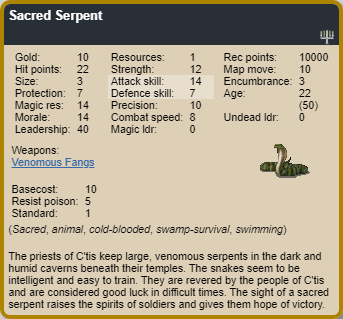 Sacred Serpent
Gold: 10 Resources: 1 Rec points: 10000
Hit points: 22 Strength: 12 Map move: 10
Size: 3 Attack skill: 14 Encumbrance: 3
Protection: 7 Defence skill: 7 Age: 22
Magic res: 14 Precision: 10 (50)
Morale: 14 Combat speed: 8 Undead ldr: 0
Leadership: 40 Magic ldr: 0
Weapons:
Venomous Fangs
Basecost: 10
Resist poison: 5
Standard: 1
(Sacred, animal, cold-blooded, swamp-survival, swimming)
The priests of C'tis keep large, venomous serpents in the dark and
humid caverns beneath their temples. The snakes seem to be
intelligent and easy to train. They are revered by the people of C'tis
and are considered good luck in difficult times. The sight of a sacred
serpent raises the spirits of soldiers and gives them hope of victory.